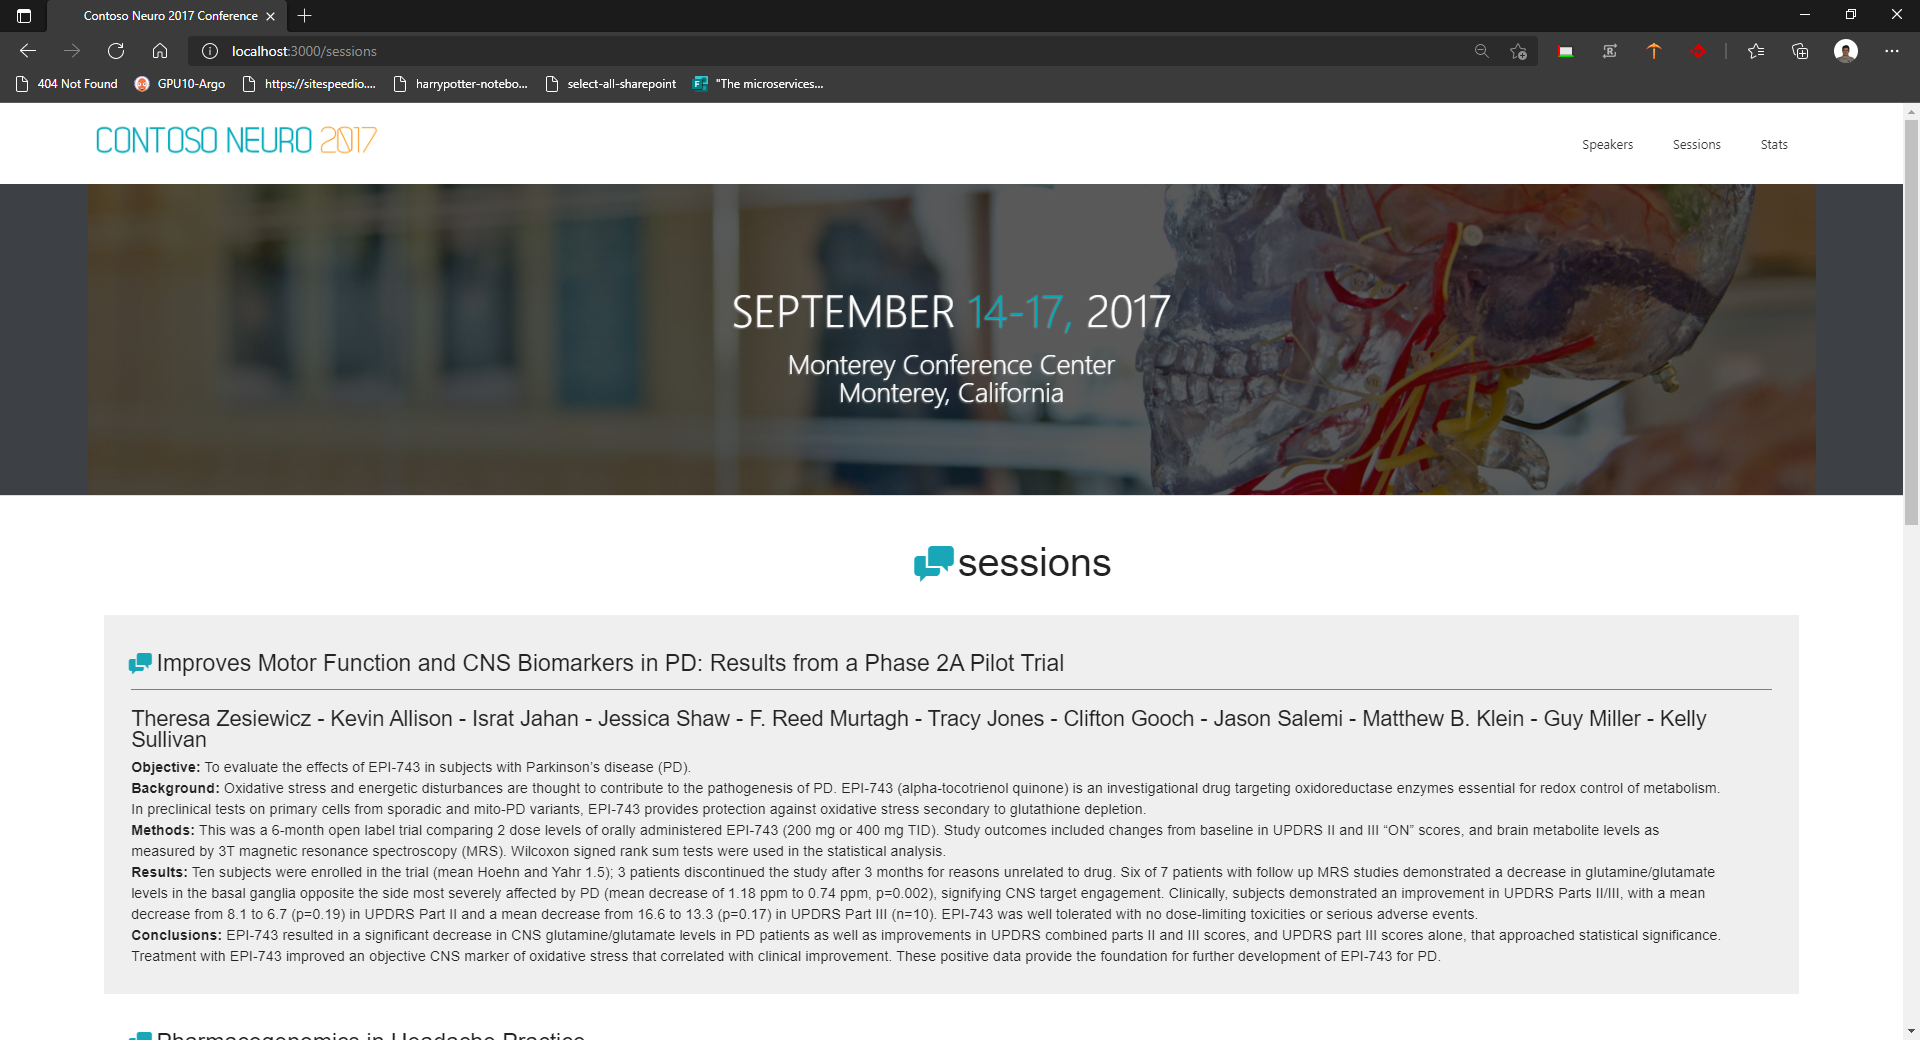 Contoso Neuro 2017 Conference
localhost:3000/sessions
404 Not Found
GPU10-Argo
https://sitespeedio....
harrypotter-notebo...
select-all-sharepoint
"The microservices...
CONTOSO NEURO 2017
Speakers
Sessions
Stats
SEPTEMBER 14-17, 2017
Monterey Conference Center
Monterey, California
sessions
Improves Motor Function and CNS Biomarkers in PD: Results from a Phase 2A Pilot Trial
Theresa Zesiewicz - Kevin Allison - Israt Jahan - Jessica Shaw - F. Reed Murtagh - Tracy Jones - Clifton Gooch - Jason Salemi - Matthew B. Klein - Guy Miller - Kelly
Sullivan
Objective: To evaluate the effects of EPI-743 in subjects with Parkinson’s disease (PD).
Background: Oxidative stress and energetic disturbances are thought to contribute to the pathogenesis of PD. EPI-743 (alpha-tocotrienol quinone) is an investigational drug targeting oxidoreductase enzymes essential for redox control of metabolism.
In preclinical tests on primary cells from sporadic and mito-PD variants, EPI-743 provides protection against oxidative stress secondary to glutathione depletion.
Methods: This was a 6-month open label trial comparing 2 dose levels of orally administered EPI-743 (200 mg or 400 mg TID). Study outcomes included changes from baseline in UPDRS II and III “ON” scores, and brain metabolite levels as
measured by 3T magnetic resonance spectroscopy (MRS). Wilcoxon signed rank sum tests were used in the statistical analysis.
Results: Ten subjects were enrolled in the trial (mean Hoehn and Yahr 1.5); 3 patients discontinued the study after 3 months for reasons unrelated to drug. Six of 7 patients with follow up MRS studies demonstrated a decrease in glutamine/glutamate
levels in the basal ganglia opposite the side most severely affected by PD (mean decrease of 1.18 ppm to 0.74 ppm, p=0.002), signifying CNS target engagement. Clinically, subjects demonstrated an improvement in UPDRS Parts II/III, with a mean
decrease from 8.1 to 6.7 (p=0.19) in UPDRS Part II and a mean decrease from 16.6 to 13.3 (p=0.17) in UPDRS Part III (n=10). EPI-743 was well tolerated with no dose-limiting toxicities or serious adverse events.
Conclusions: EPI-743 resulted in a significant decrease in CNS glutamine/glutamate levels in PD patients as well as improvements in UPDRS combined parts II and III scores, and UPDRS part III scores alone, that approached statistical significance.
Treatment with EPI-743 improved an objective CNS marker of oxidative stress that correlated with clinical improvement. These positive data provide the foundation for further development of EPI-743 for PD.
Pharmacogenomics in Headache Practice